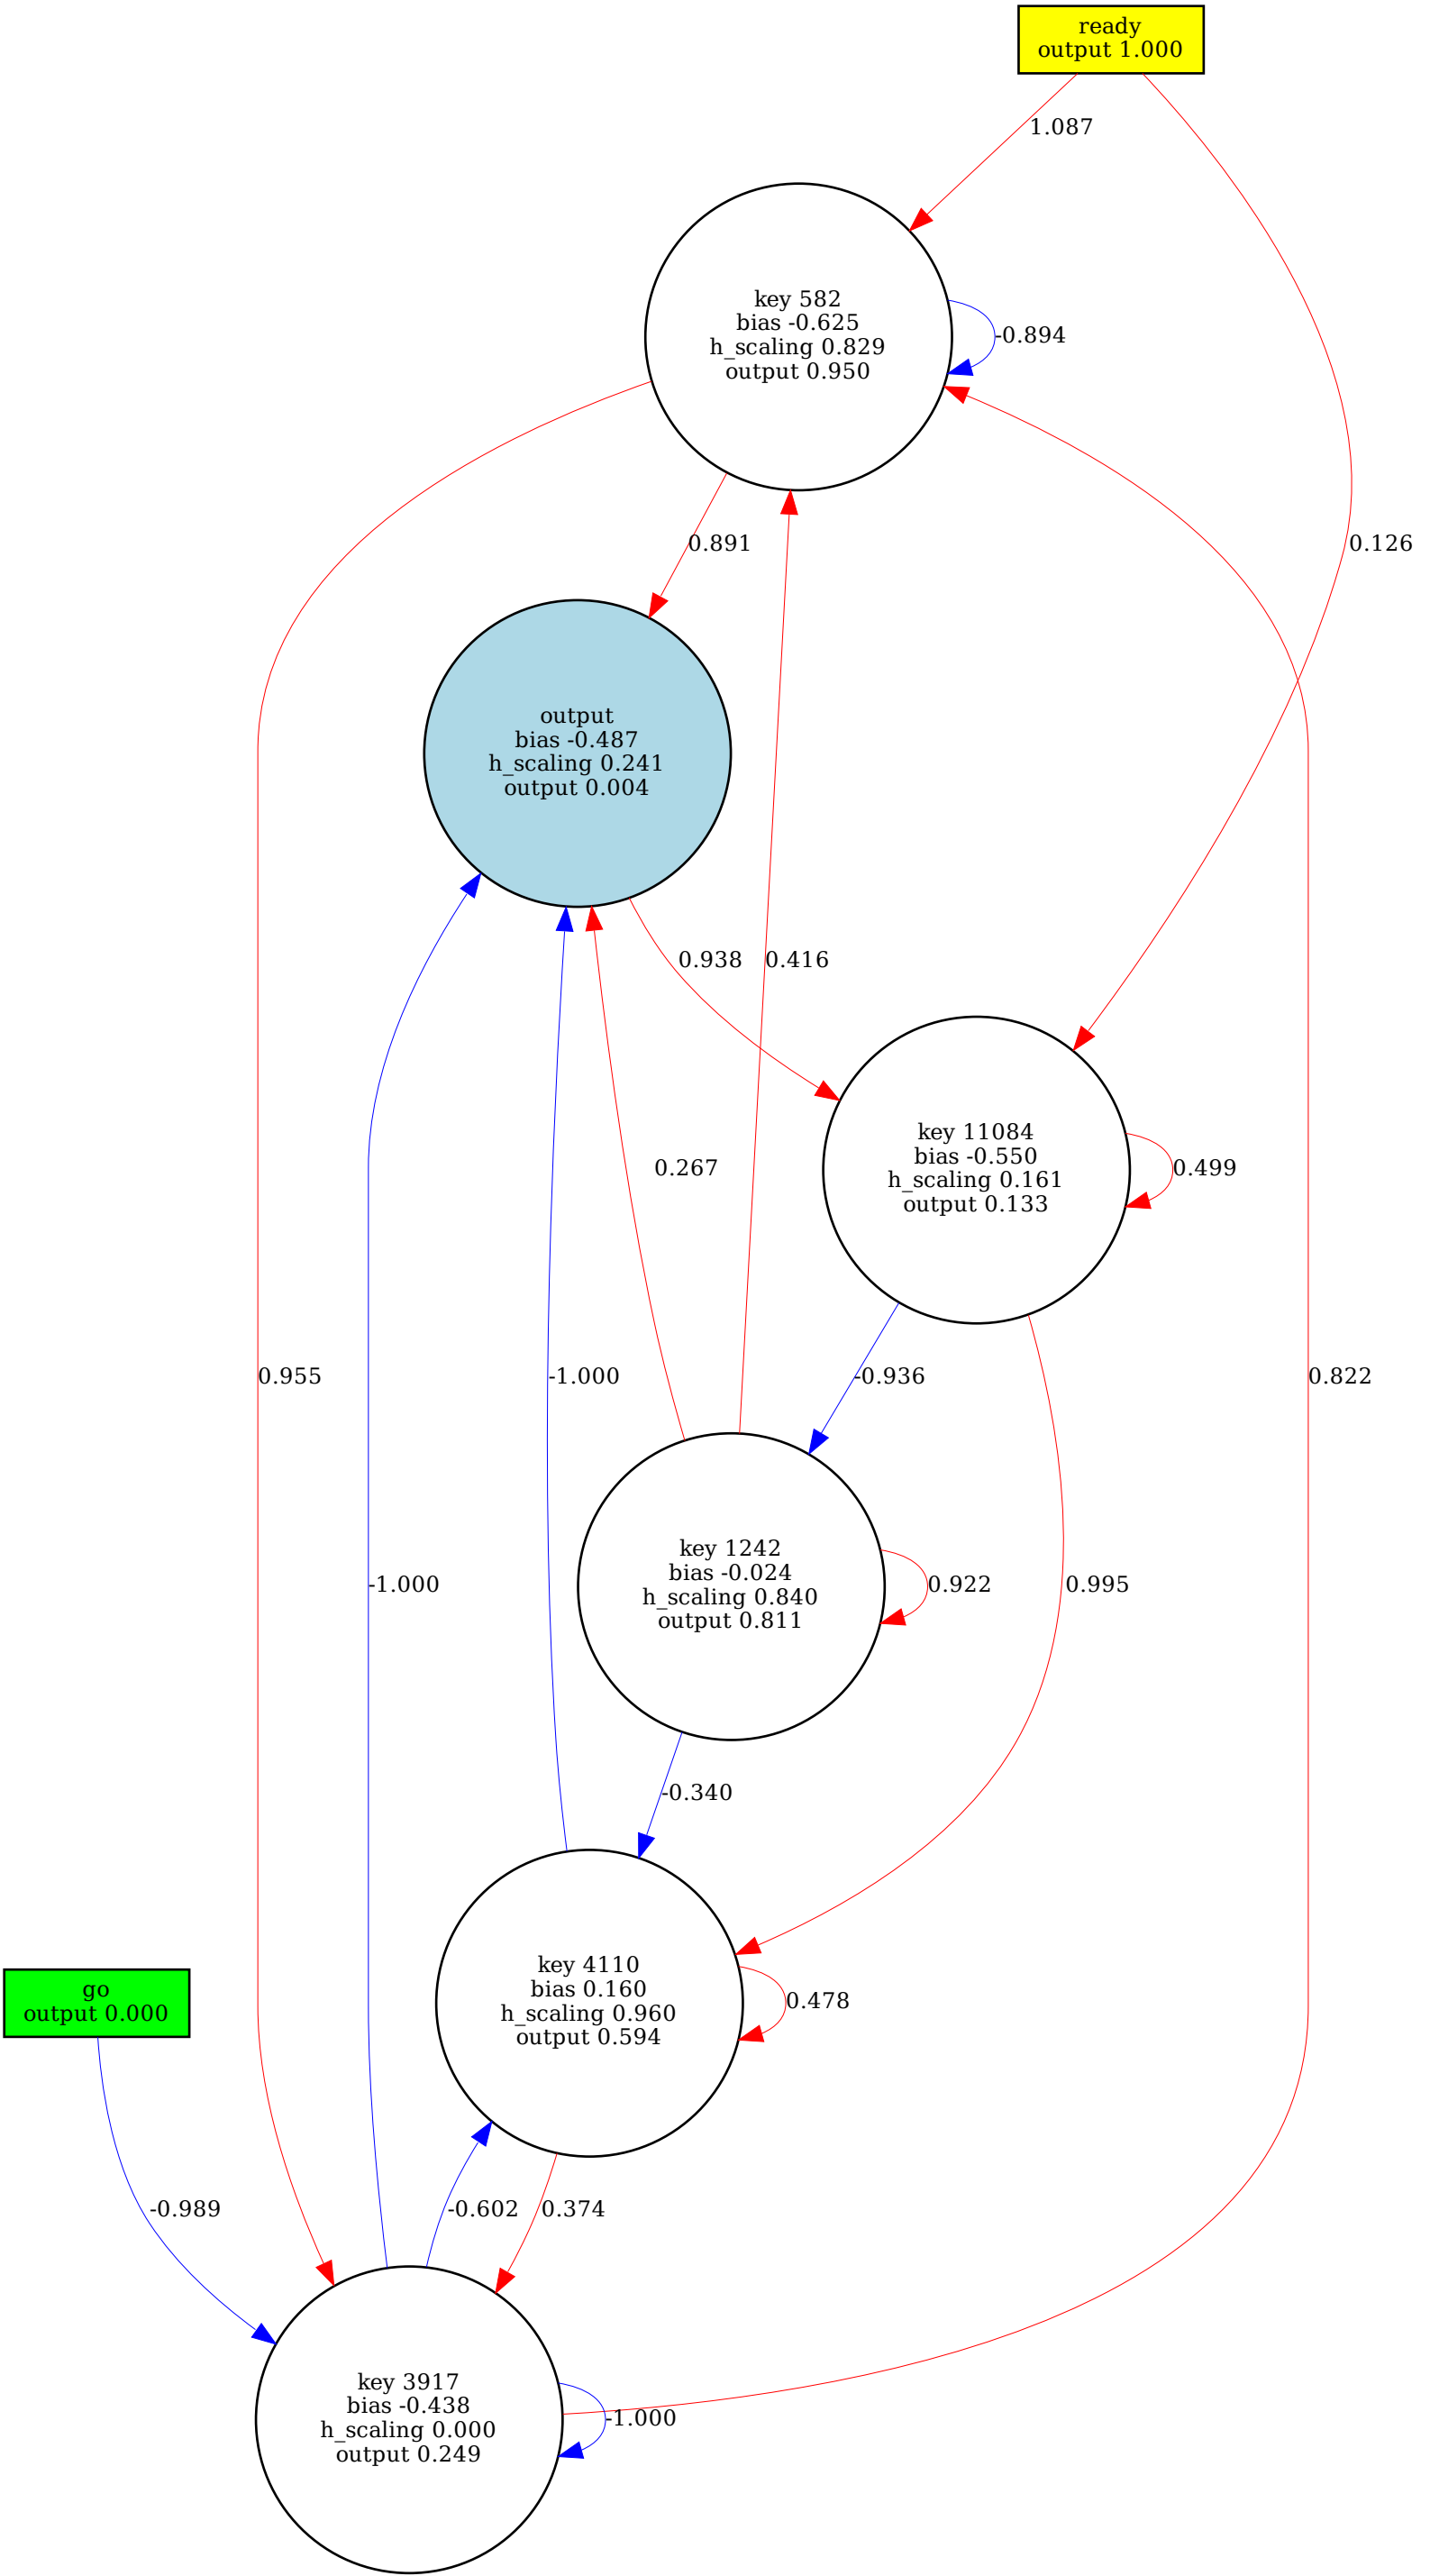 ready
output 1.000
1.087
key 582
bias -0.625
h_scaling 0.829
output 0.950
-0.894
0.891
0.126
output
bias -0.487
h_scaling 0.241
output 0.004
0.938
0.416
key 11084
bias -0.550
h_scaling 0.161
output 0.133
0.499
0.267
0.955
-1.000
-0.936
0.822
key 1242
bias -0.024
h_scaling 0.840
output 0.811
0.922
-1.000
0.995
-0.340
key 4110
bias 0.160
h_scaling 0.960
output 0.594
0.478
go
output 0.000
-0.989
-0.602
0.374
key 3917
bias -0.438
h_scaling 0.000
output 0.249
-1.000